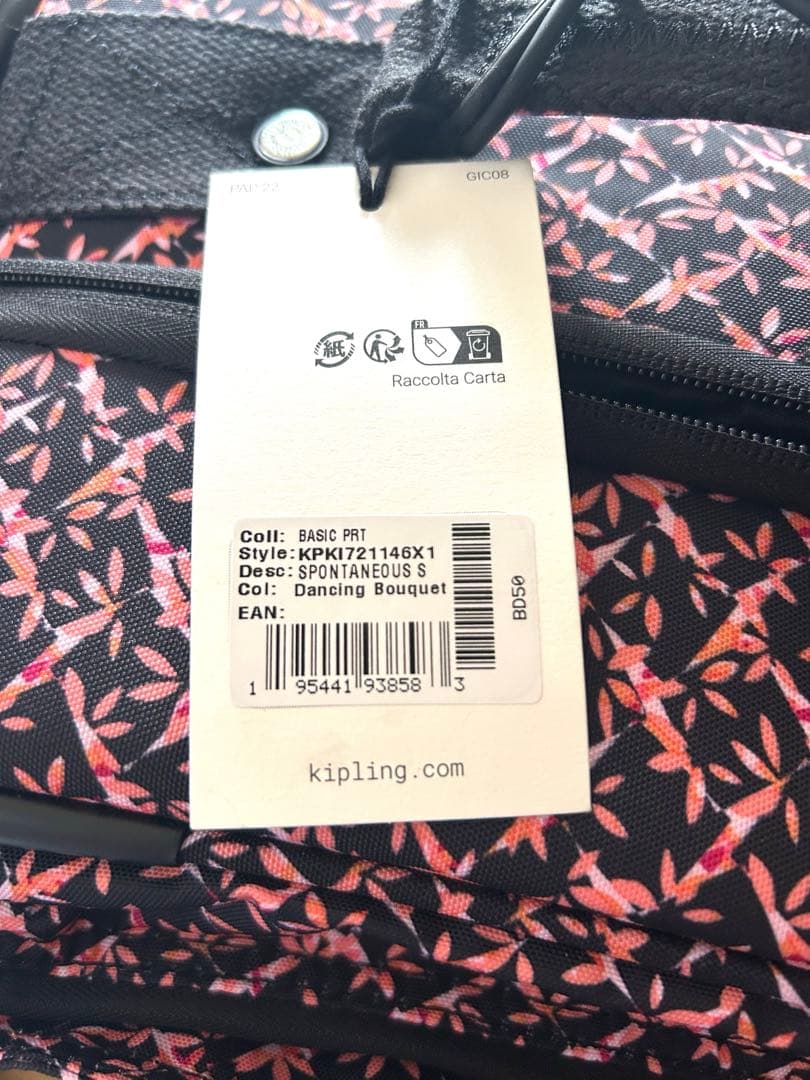 PAP 22
GIC08
紙
FR
Raccolta Carta
Coll: BASIC PRT
Style: KPKI721146X1
Desc: SPONTANEOUS S
Col: Dancing Bouquet
EAN:
BD50
1 95441 93858 3
kipling.com